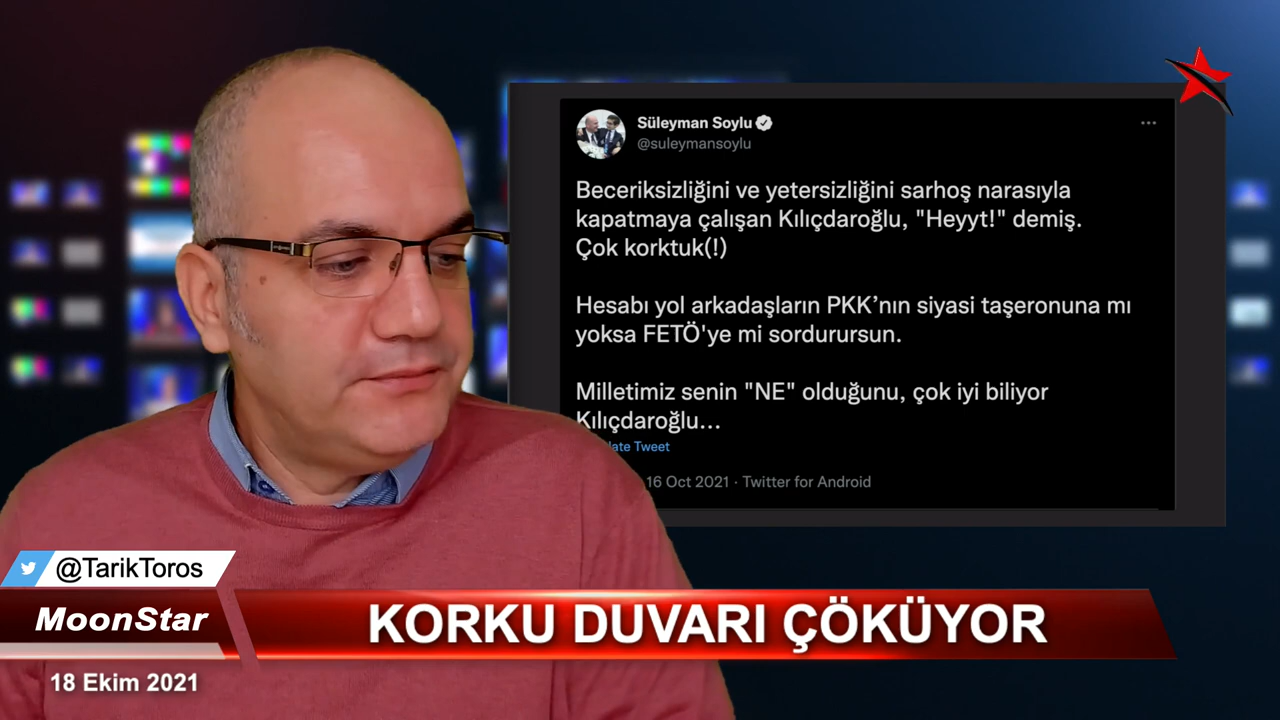 Süleyman Soylu
@suleymansoylu
Beceriksizliğini ve yetersizliğini sarhoş narasıyla
kapatmaya çalışan Kılıçdaroğlu, "Heyyt!" demiş.
Çok korktuk(!)
Hesabı yol arkadaşların PKK’nın siyasi taşeronuna mı
yoksa FETÖ'ye mi sordurursun.
Milletimiz senin "NE" olduğunu, çok iyi biliyor
Kılıçdaroğlu...
Tweet
16 Oct 2021 · Twitter for Android
@TarikToros
MoonStar
KORKU DUVARI ÇÖKÜYOR
18 Ekim 2021